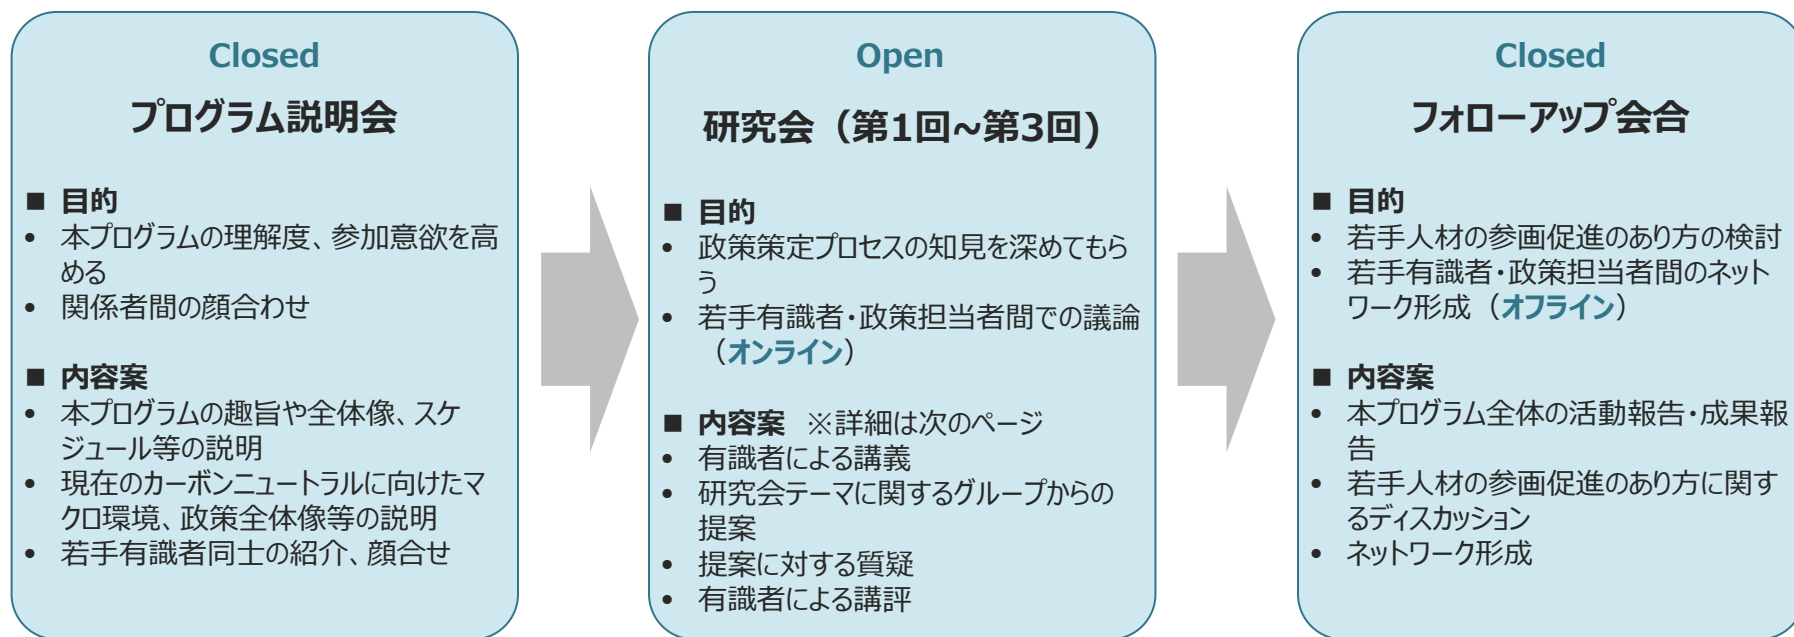 Closed
プログラム説明会
■ 目的
• 本プログラムの理解度、参加意欲を高
める
• 関係者間の顔合わせ
■ 内容案
• 本プログラムの趣旨や全体像、スケ
ジュール等の説明
• 現在のカーボンニュートラルに向けたマ
クロ環境、政策全体像等の説明
• 若手有識者同士の紹介、顔合せ
Open
研究会（第1回~第3回)
■ 目的
• 政策策定プロセスの知見を深めてもら
う
• 若手有識者・政策担当者間での議論
（オンライン）
■ 内容案 ※詳細は次のページ
• 有識者による講義
• 研究会テーマに関するグループからの
提案
• 提案に対する質疑
• 有識者による講評
Closed
フォローアップ会合
■ 目的
• 若手人材の参画促進のあり方の検討
• 若手有識者・政策担当者間のネット
ワーク形成（オフライン）
■ 内容案
• 本プログラム全体の活動報告・成果報
告
• 若手人材の参画促進のあり方に関す
るディスカッション
• ネットワーク形成